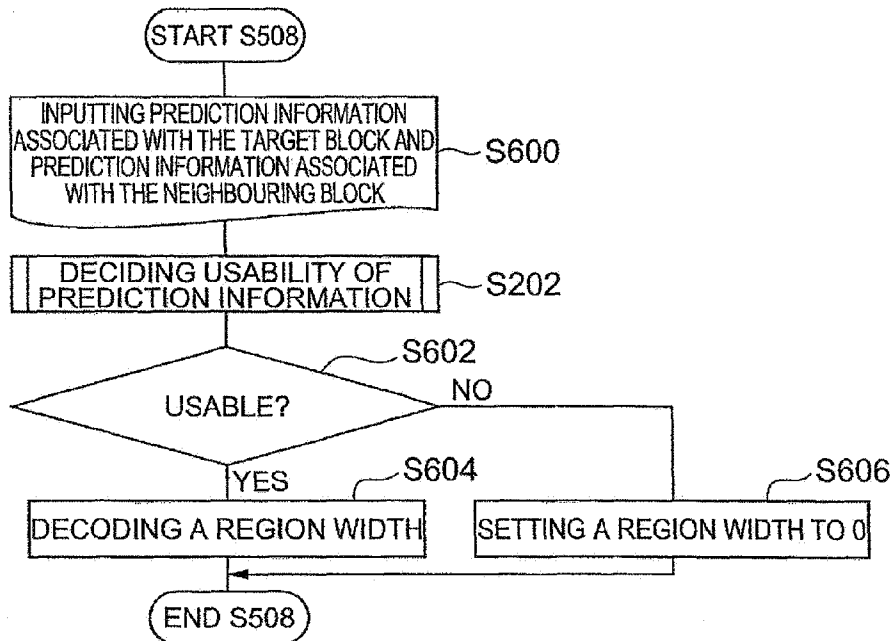 START S508
INPUTTING PREDICTION INFORMATION
ASSOCIATED WITH THE TARGET BLOCK AND
PREDICTION INFORMATION ASSOCIATED
WITH THE NEIGHBOURING BLOCK
S600
DECIDING USABILITY OF
PREDICTION INFORMATION
S202
S602
USABLE?
NO
YES
S604
DECODING A REGION WIDTH
S606
SETTING A REGION WIDTH TO 0
END S508